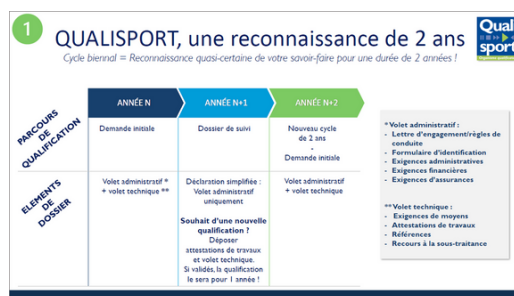 1
QUALISPORT, une reconnaissance de 2 ans
Quali
sport
Cycle biennal = Reconnaissance quasi-certaine de votre savoir-faire pour une durée de 2 années !
ANNÉE N
ANNÉE N+1
ANNÉE N+2
PARCOURS
DE
QUALIFICATION
Demande initiale
Dossier de suivi
Nouveau cycle
de 2 ans
-
Demande initiale
ELEMENTS
DE
DOSSIER
Volet administratif *
+ volet technique **
Déclaration simplifiée :
Volet administratif
uniquement
Souhait d'une nouvelle
qualification ?
Déposer
attestations de travaux
et volet technique.
Si validés, la qualification
le sera pour 1 année !
Volet administratif
+ volet technique
*Volet administratif :
- Lettre d'engagement/règles de
conduite
- Formulaire d'identification
- Exigences administratives
- Exigences financières
- Exigences d'assurances
**Volet technique :
- Exigences de moyens
- Attestations de travaux
- Références
- Recours à la sous-traitance